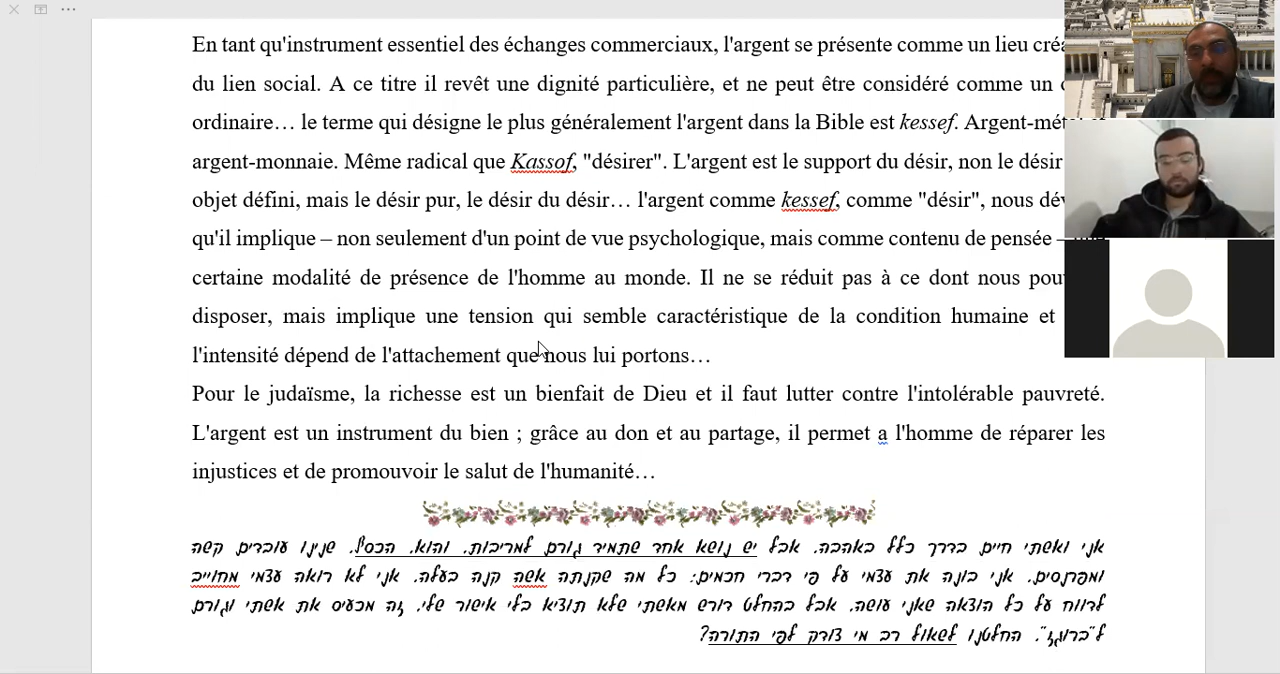 En tant qu'instrument essentiel des échanges commerciaux, l'argent se présente comme un lieu
du lien social. A ce titre il revêt une dignité particulière, et ne peut être considéré comme un
ordinaire… le terme qui désigne le plus généralement l'argent dans la Bible est kessef.
argent-monnaie. Même radical que Kassof, "désirer". L'argent est le support du désir, non le désir
objet défini, mais le désir pur, le désir du désir… l'argent comme kessef, comme "désir", nous
qu'il implique – non seulement d'un point de vue psychologique, mais comme contenu de pensée –
certaine modalité de présence de l'homme au monde. Il ne se réduit pas à ce dont nous
disposer, mais implique une tension qui semble caractéristique de la condition humaine et
l'intensité dépend de l'attachement que nous lui portons…
Pour le judaïsme, la richesse est un bienfait de Dieu et il faut lutter contre l'intolérable pauvreté.
L'argent est un instrument du bien ; grâce au don et au partage, il permet a l'homme de réparer les
injustices et de promouvoir le salut de l'humanité…
אני ואשתי חיים בדרך כלל באהבה. אבל יש נושא אחד שתמיד גורם למריבות, והוא, הכסף. שנינו עובדים קשה
ומפרנסים. אני בונה את עצמי על פי דברי חכמים: כל מה שקנתה אשה קנה בעלה. אני לא רואה עצמי מחוייב
לדווח על כל הוצאה שאני עושה. אבל בהחלט דורש מאשתי שלא תוציא בלי אישור שלי. זה מכעיס את אשתי וגורם
ל"ברוגז". החלטנו לשאול רב מי צודק לפי התורה?